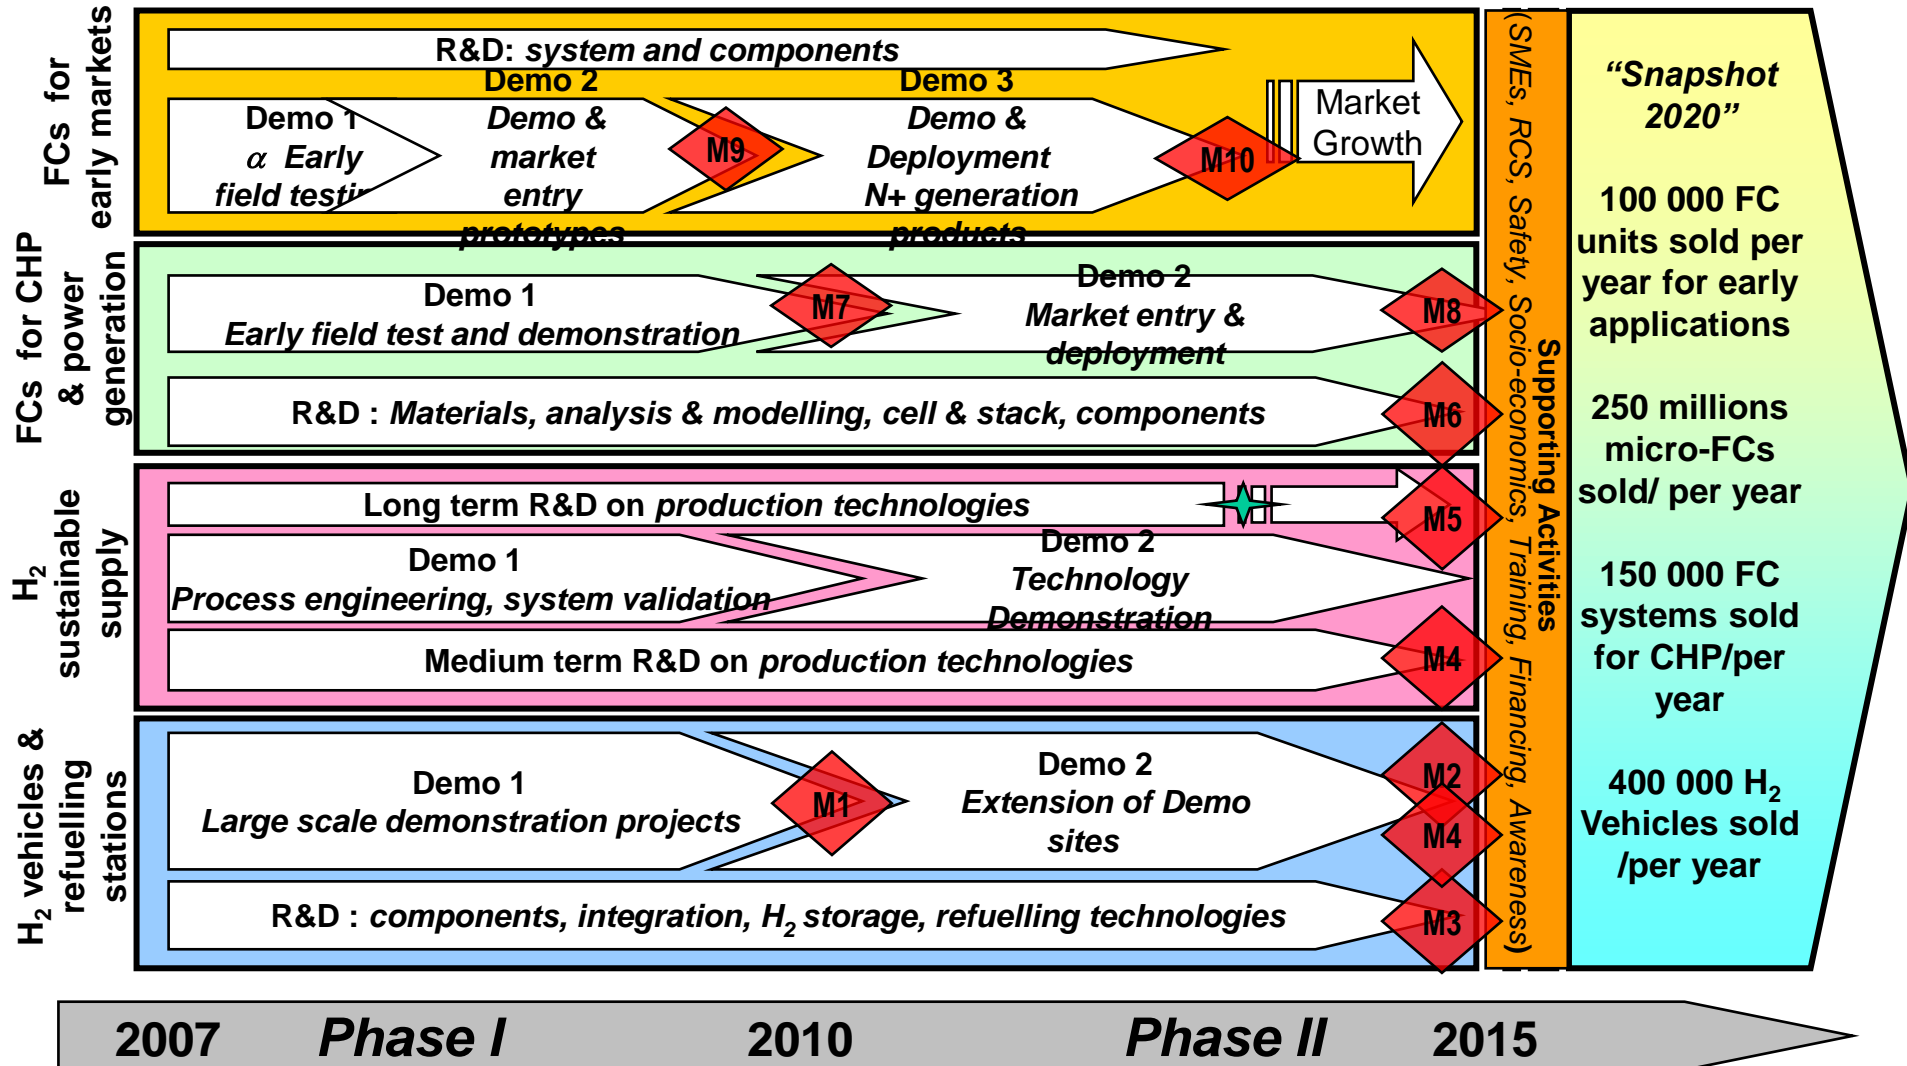 FCs for
early markets
R&D: system and components
Demo 1
α Early
field testin
Demo 2
Demo &
market
entry
prototypes
M9
Demo 3
Demo &
Deployment
N+ generation
products
M10
Market
Growth
FCs for CHP
& power
generation
Demo 1
Early field test and demonstration
M7
Demo 2
Market entry &
deployment
M8
R&D : Materials, analysis & modelling, cell & stack, components
M6
H2
sustainable
supply
Long term R&D on production technologies
M5
Demo 1
Process engineering, system validation
Demo 2
Technology
Demonstration
Medium term R&D on production technologies
M4
H2 vehicles &
refuelling
stations
Demo 1
Large scale demonstration projects
M1
Demo 2
Extension of Demo
sites
M2
M4
R&D : components, integration, H2 storage, refuelling technologies
M3
Supporting Activities
(SMEs, RCS, Safety, Socio-economics, Training, Financing, Awareness)
“Snapshot
2020”
100 000 FC
units sold per
year for early
applications
250 millions
micro-FCs
sold/ per year
150 000 FC
systems sold
for CHP/per
year
400 000 H2
Vehicles sold
/per year
2007 Phase I 2010 Phase II 2015